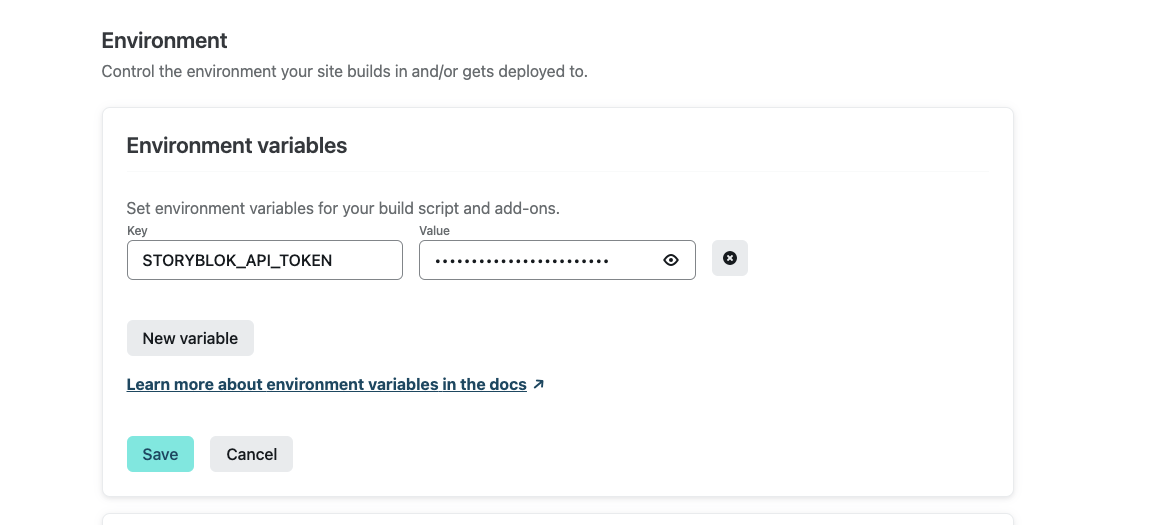 Environment
Control the environment your site builds in and/or gets deployed to.
Environment variables
Set environment variables for your build script and add-ons.
Key Value
STORYBLOK_API_TOKEN ••••••••••••••••••••••••
New variable
Learn more about environment variables in the docs ↗
Save Cancel